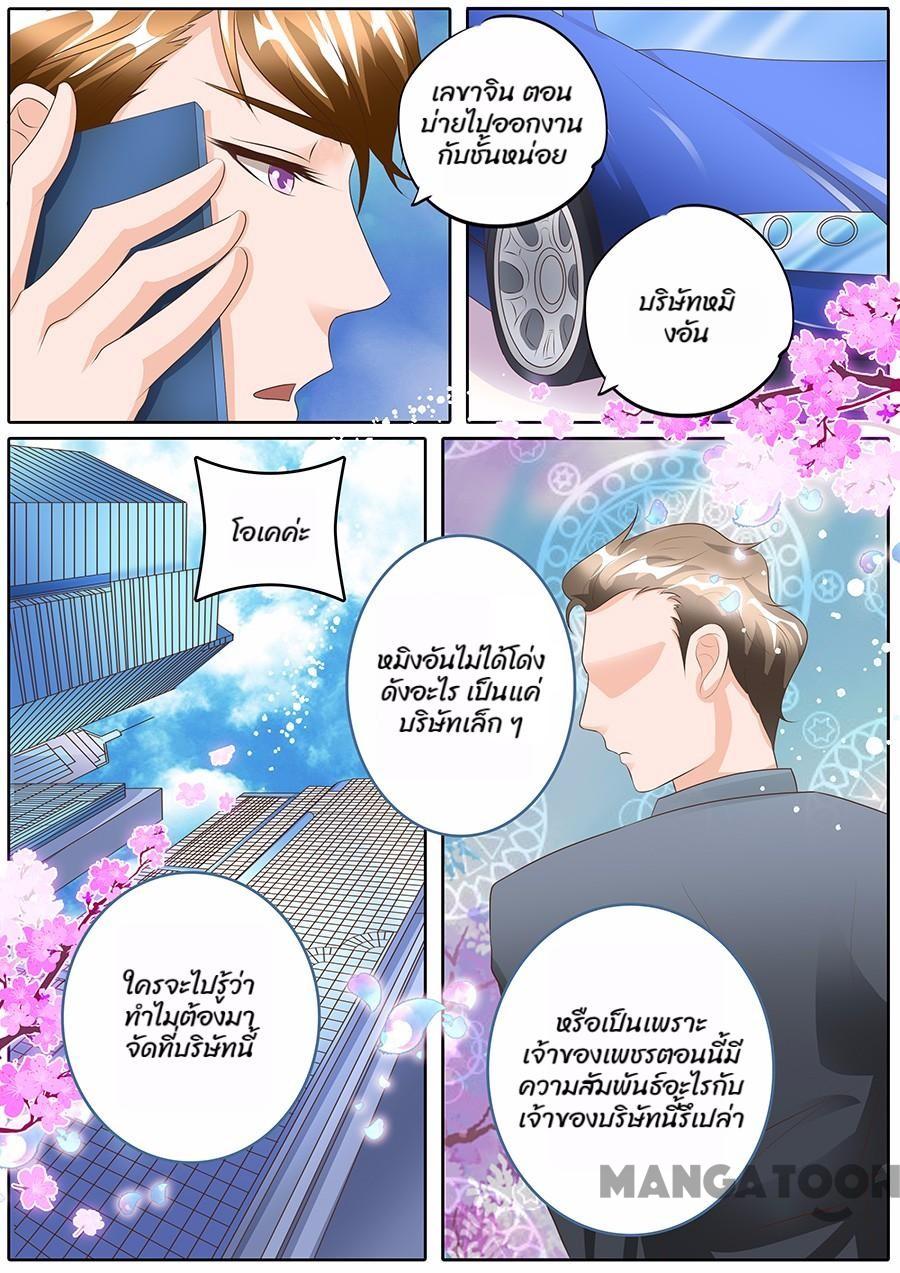 เลขาจิน ตอน
บ่ายไปออกงาน
กับชั้นหน่อย
บริษัทหมิ
งอัน
โอเคค่ะ
หมิงอันไม่ได้โด่ง
ดังอะไร เป็นแค่
บริษัทเล็ก ๆ
ใครจะไปรู้ว่า
ทำไมต้องมา
จัดที่บริษัทนี้
หรือเป็นเพราะ
เจ้าของเพชรตอนนี้มี
ความสัมพันธ์อะไรกับ
เจ้าของบริษัทนี้รึเปล่า
MANGA TOON